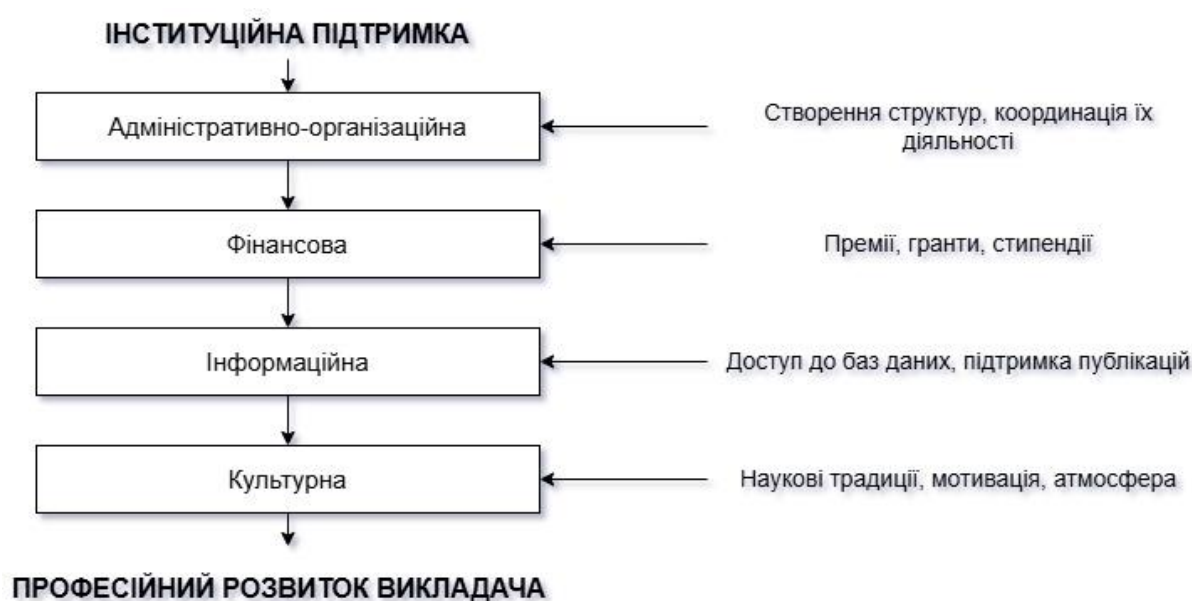 ІНСТИТУЦІЙНА ПІДТРИМКА
Адміністративно-організаційна
Створення структур, координація їх
діяльності
Фінансова
Премії, гранти, стипендії
Інформаційна
Доступ до баз даних, підтримка публікацій
Культурна
Наукові традиції, мотивація, атмосфера
ПРОФЕСІЙНИЙ РОЗВИТОК ВИКЛАДАЧА